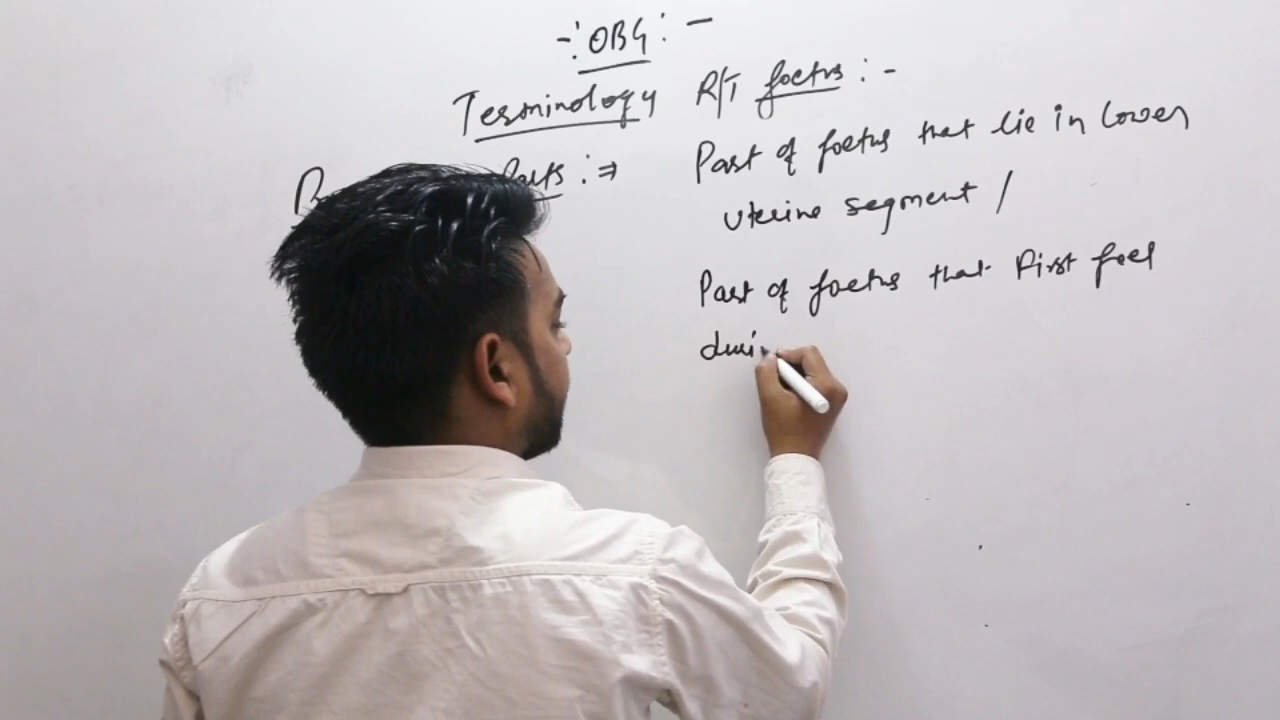 -: OBG : -
Terminology R/T foetus : -
Parts :⇒ Part of foetus that lie in lower
uterine segment /
Part of foetus that first feel
duri